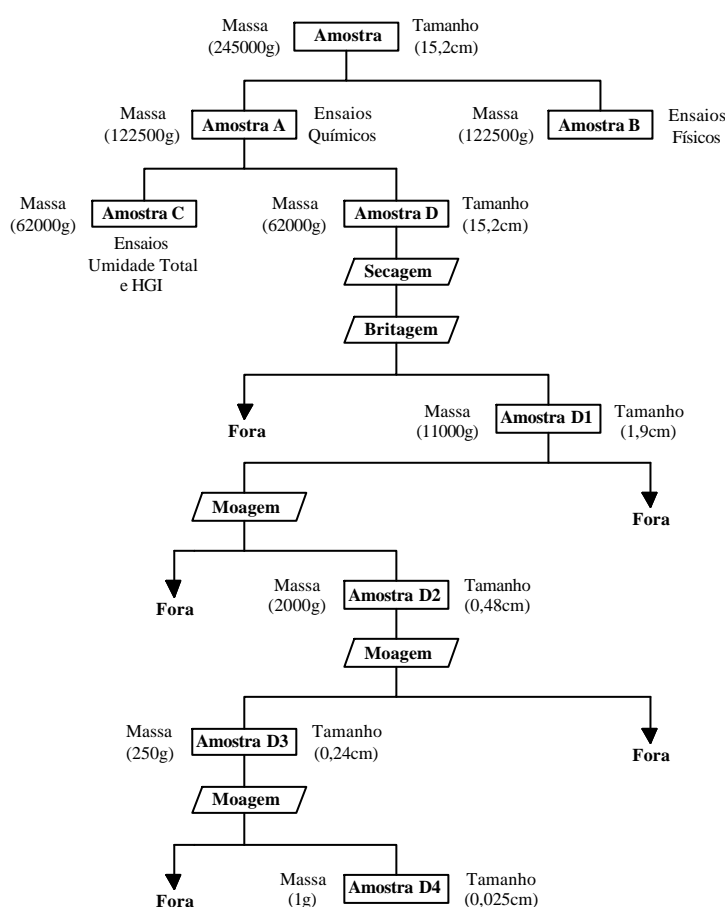 Massa
(245000g)
Amostra
Tamanho
(15,2cm)
Massa
(122500g)
Amostra A
Ensaios
Químicos
Massa
(122500g)
Amostra B
Ensaios
Físicos
Massa
(62000g)
Amostra C
Ensaios
Umidade Total
e HGI
Massa
(62000g)
Amostra D
Tamanho
(15,2cm)
Secagem
Britagem
Fora
Massa
(11000g)
Amostra D1
Tamanho
(1,9cm)
Moagem
Fora
Fora
Massa
(2000g)
Amostra D2
Tamanho
(0,48cm)
Moagem
Massa
(250g)
Amostra D3
Tamanho
(0,24cm)
Fora
Moagem
Fora
Massa
(1g)
Amostra D4
Tamanho
(0,025cm)